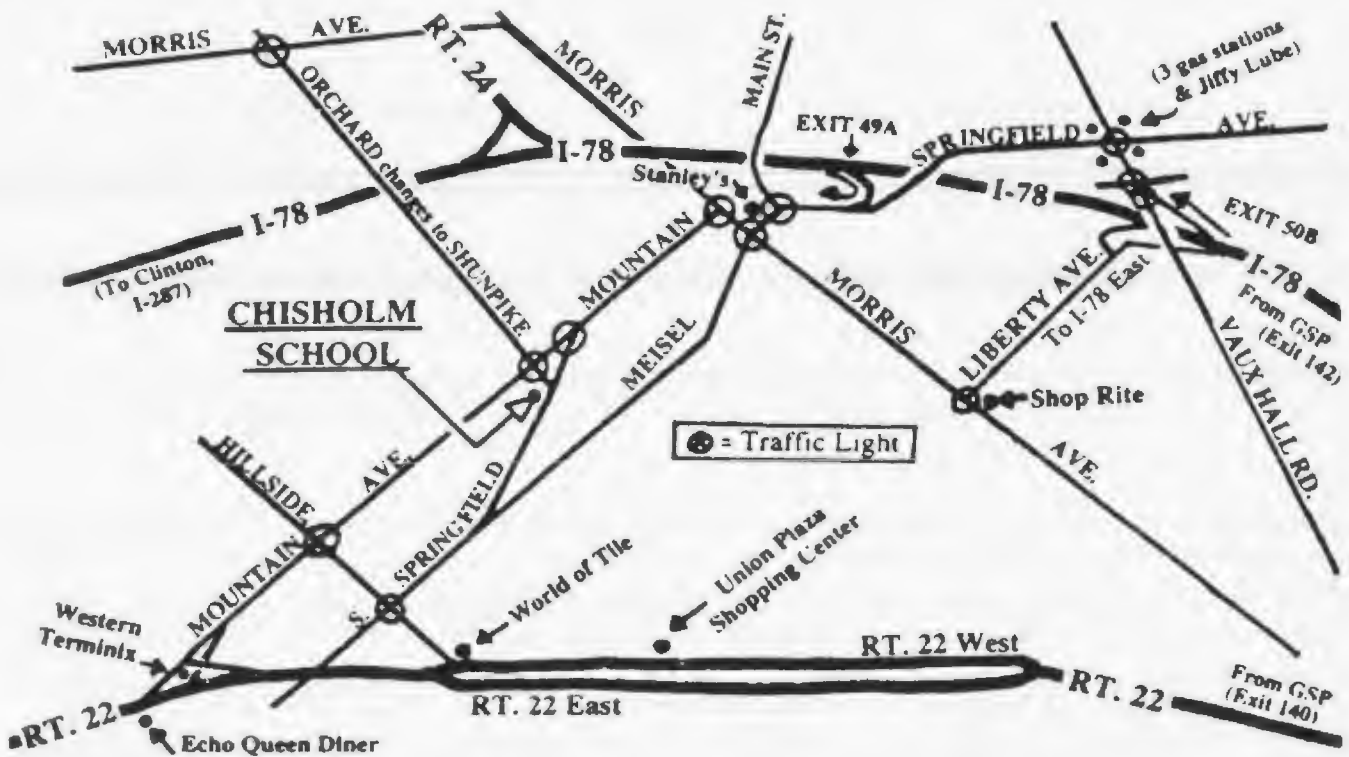 MORRIS AVE.
RT. 24
MORRIS
MAIN ST.
(3 gas stations
& Jiffy Lube)
EXIT 49A
SPRINGFIELD AVE.
ORCHARD changes to SHUNPIKE
I-78
Stanley's
I-78
I-78
EXIT 50B
I-78
(To Clinton,
I-287)
MOUNTAIN
MORRIS
LIBERTY AVE.
To I-78 East
From GSP
(Exit 142)
VAUX HALL RD.
CHISHOLM
SCHOOL
MEISEL
Shop Rite
= Traffic Light
AVE.
HILLSIDE
AVE.
S. SPRINGFIELD
MOUNTAIN
World of Tile
Union Plaza
Shopping Center
Western
Terminix
RT. 22 West
RT. 22 East
RT. 22
From GSP
(Exit 140)
RT. 22
Echo Queen Diner